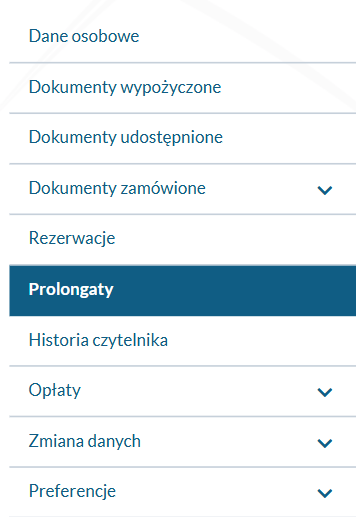 Dane osobowe
Dokumenty wypożyczone
Dokumenty udostępnione
Dokumenty zamówione
Rezerwacje
Prolongaty
Historia czytelnika
Opłaty
Zmiana danych
Preferencje